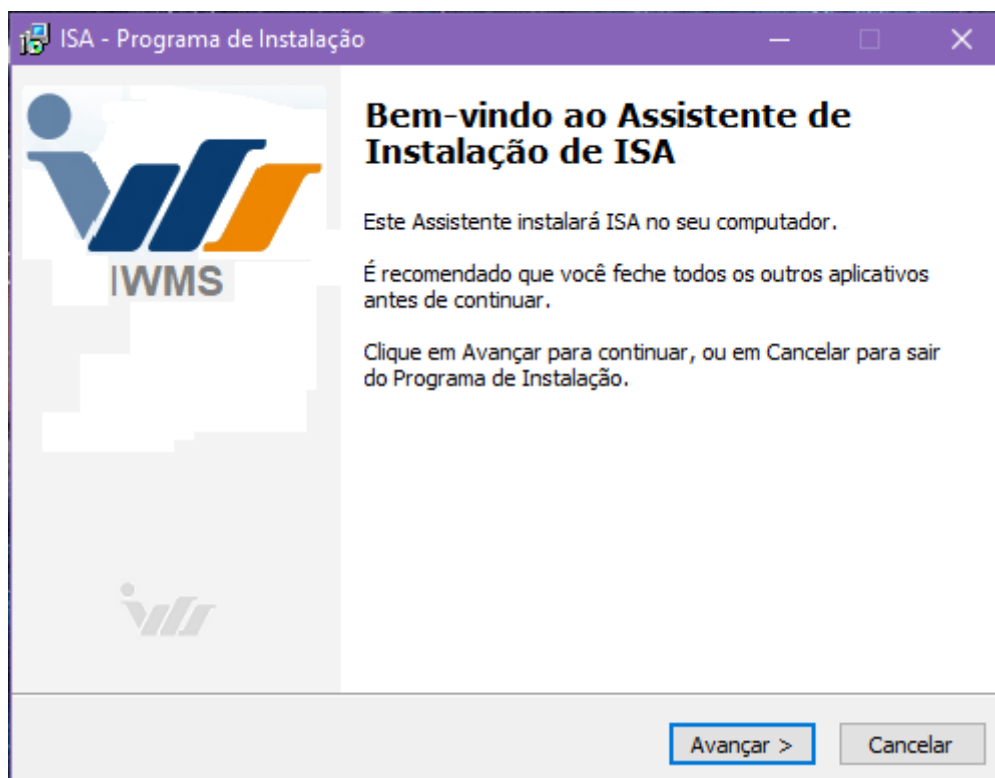 ISA - Programa de Instalação
IWMS
Bem-vindo ao Assistente de
Instalação de ISA
Este Assistente instalará ISA no seu computador.
É recomendado que você feche todos os outros aplicativos
antes de continuar.
Clique em Avançar para continuar, ou em Cancelar para sair
do Programa de Instalação.
Avançar >
Cancelar